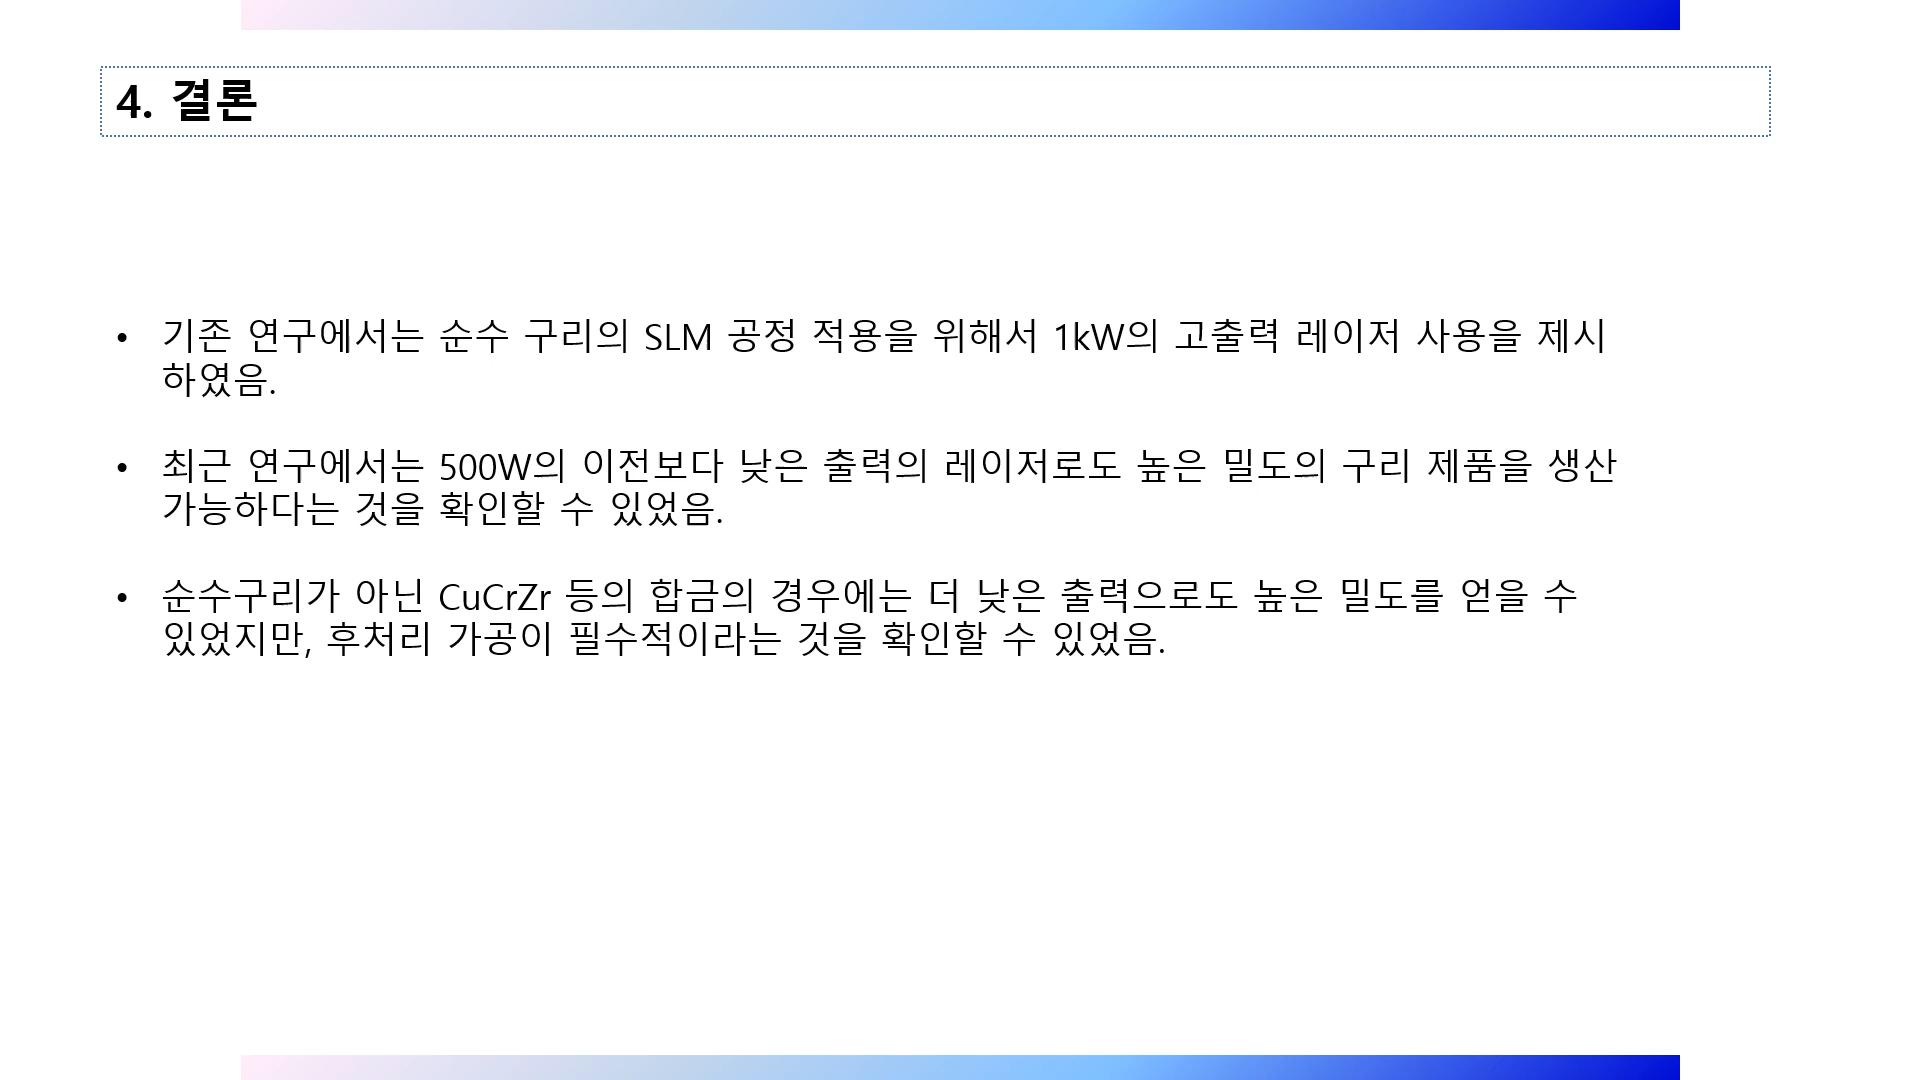 4. 결론
• 기존 연구에서는 순수 구리의 SLM 공정 적용을 위해서 1kW의 고출력 레이저 사용을 제시
하였음.
• 최근 연구에서는 500W의 이전보다 낮은 출력의 레이저로도 높은 밀도의 구리 제품을 생산
가능하다는 것을 확인할 수 있었음.
• 순수구리가 아닌 CuCrZr 등의 합금의 경우에는 더 낮은 출력으로도 높은 밀도를 얻을 수
있었지만, 후처리 가공이 필수적이라는 것을 확인할 수 있었음.